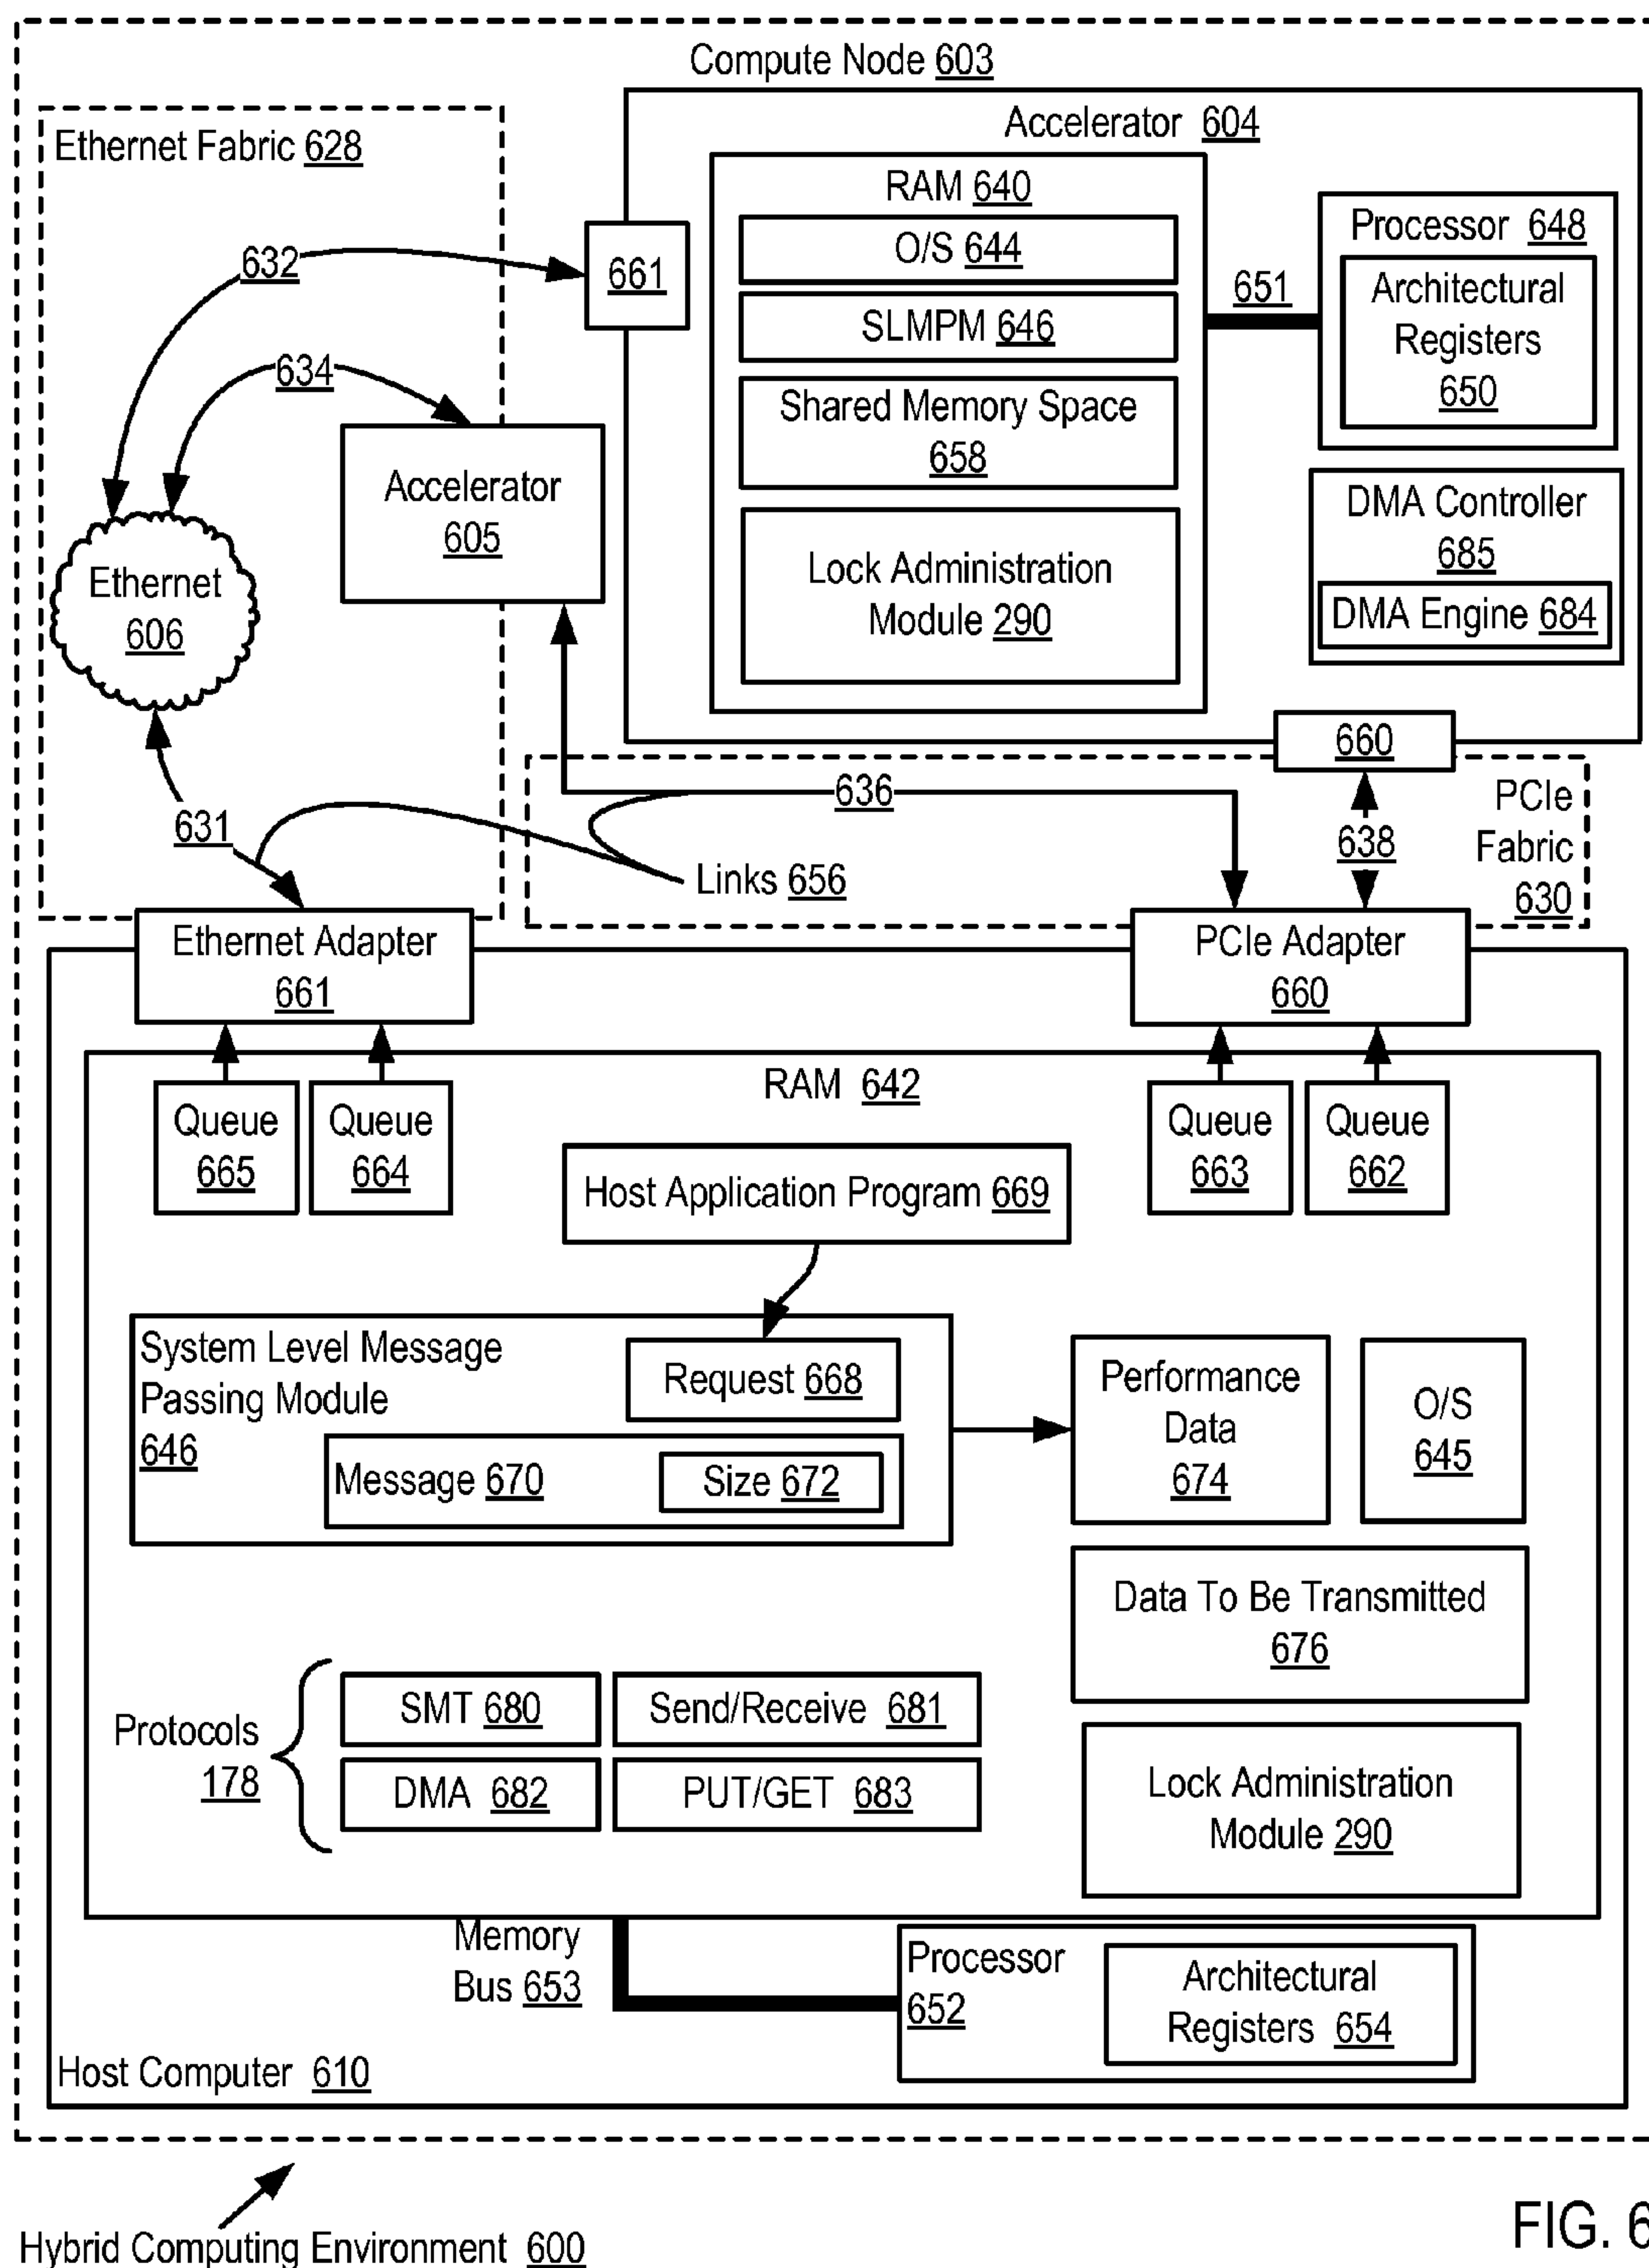 Compute Node 603
Ethernet Fabric 628
Accelerator 604
RAM 640
O/S 644
SLMPM 646
Shared Memory Space
658
Lock Administration
Module 290
651
Processor 648
Architectural
Registers
650
DMA Controller
685
DMA Engine 684
632
661
634
Accelerator
605
Ethernet
606
660
636
638
PCIe
Fabric
630
631
Links 656
Ethernet Adapter
661
PCIe Adapter
660
RAM 642
Queue
665
Queue
664
Queue
663
Queue
662
Host Application Program 669
System Level Message
Passing Module
646
Request 668
Message 670
Size 672
Performance
Data
674
O/S
645
Data To Be Transmitted
676
Protocols
178
SMT 680
Send/Receive 681
DMA 682
PUT/GET 683
Lock Administration
Module 290
Memory
Bus 653
Processor
652
Architectural
Registers 654
Host Computer 610
Hybrid Computing Environment 600
FIG. 6